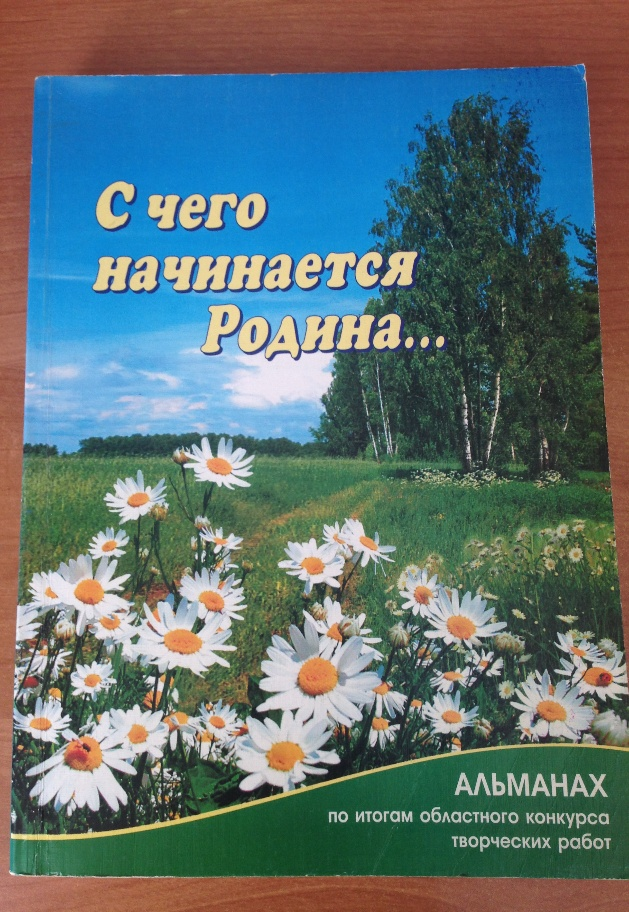 С чего
начинается
Родина...
АЛЬМАНАХ
по итогам областного конкурса
творческих работ